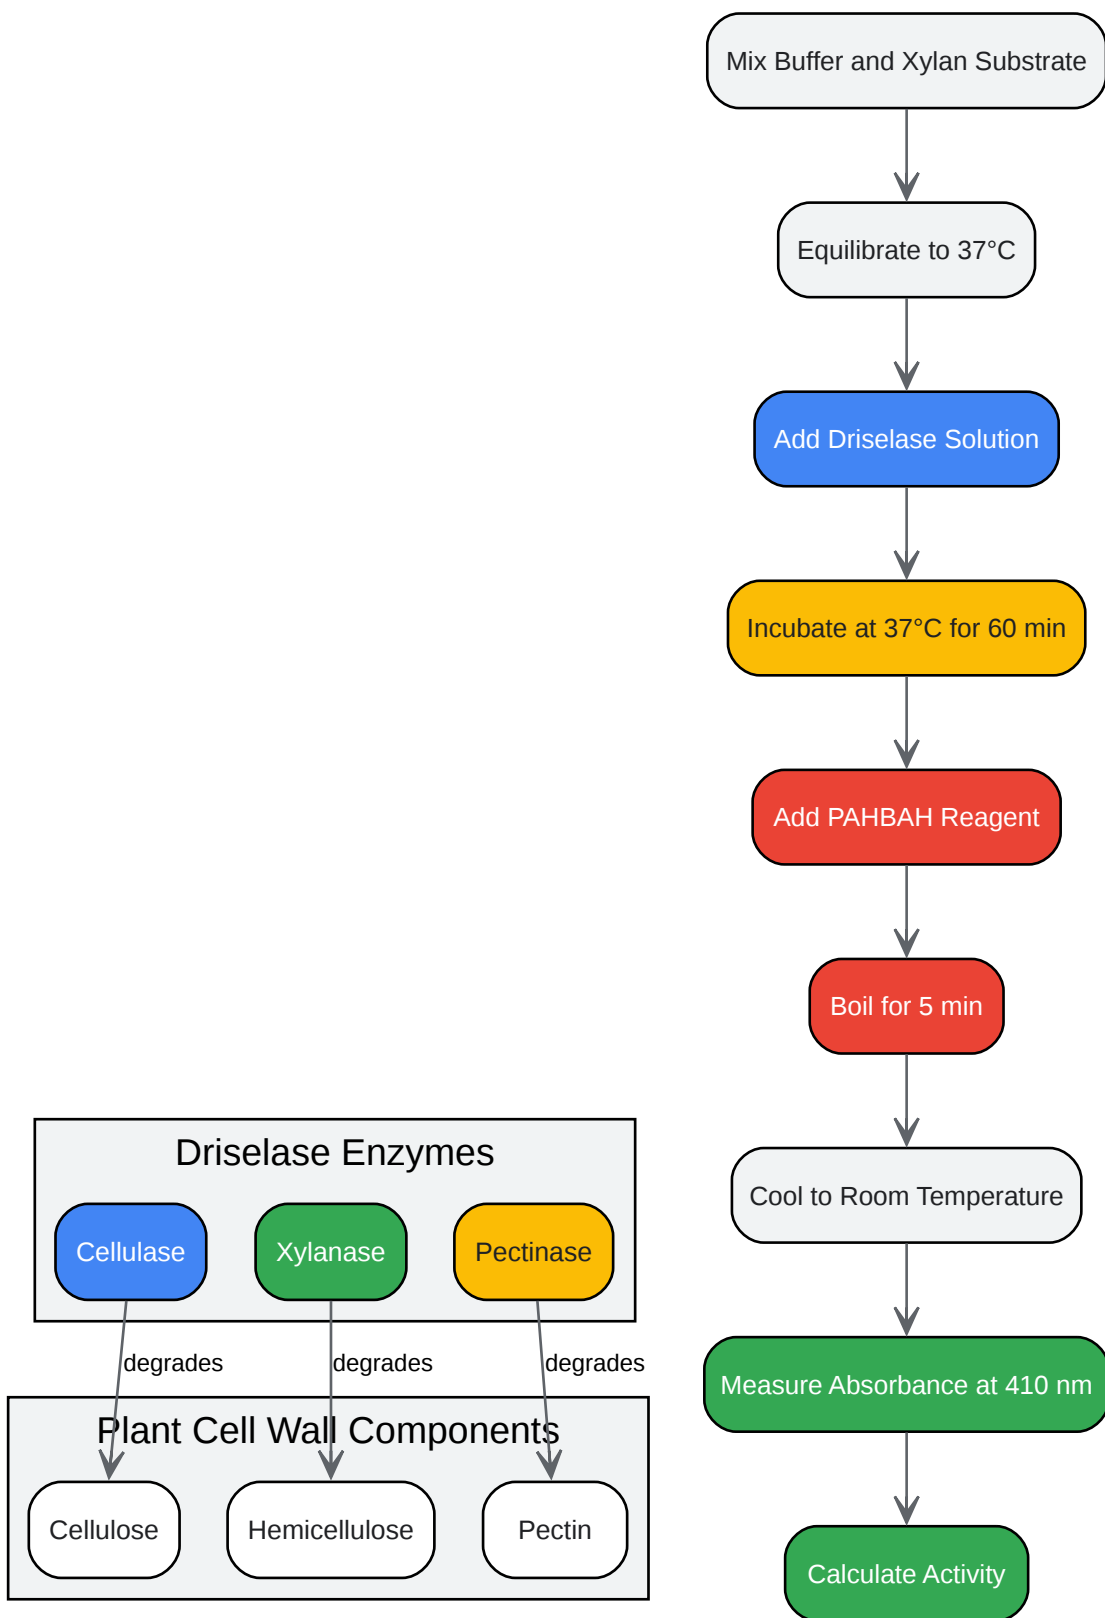 Mix Buffer and Xylan Substrate
Equilibrate to 37°C
Add Driselase Solution
Incubate at 37°C for 60 min
Add PAHBAH Reagent
Boil for 5 min
Cool to Room Temperature
Measure Absorbance at 410 nm
Calculate Activity
Driselase Enzymes
Cellulase
Xylanase
Pectinase
degrades
degrades
degrades
Plant Cell Wall Components
Cellulose
Hemicellulose
Pectin